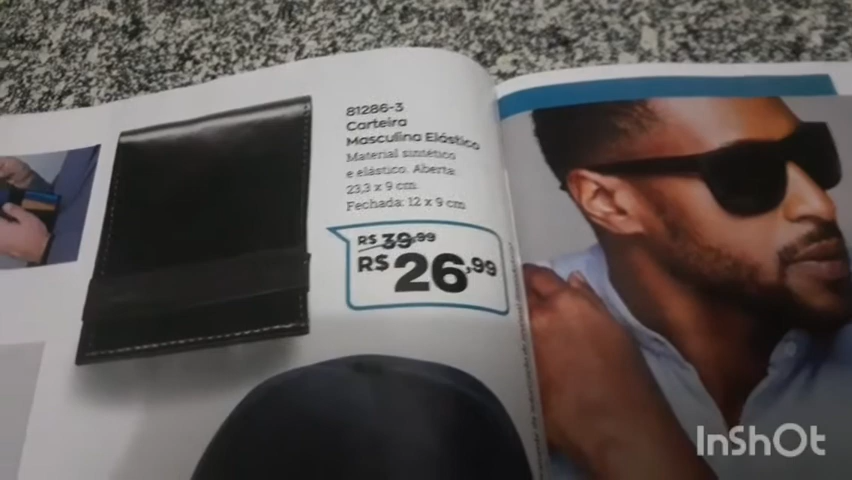 81286-3
Carteira
Masculina Elástico
Material sintético
e elástico. Aberta:
23,3 x 9 cm.
Fechada: 12 x 9 cm
R$ 39,99
R$ 26,99
InShOt